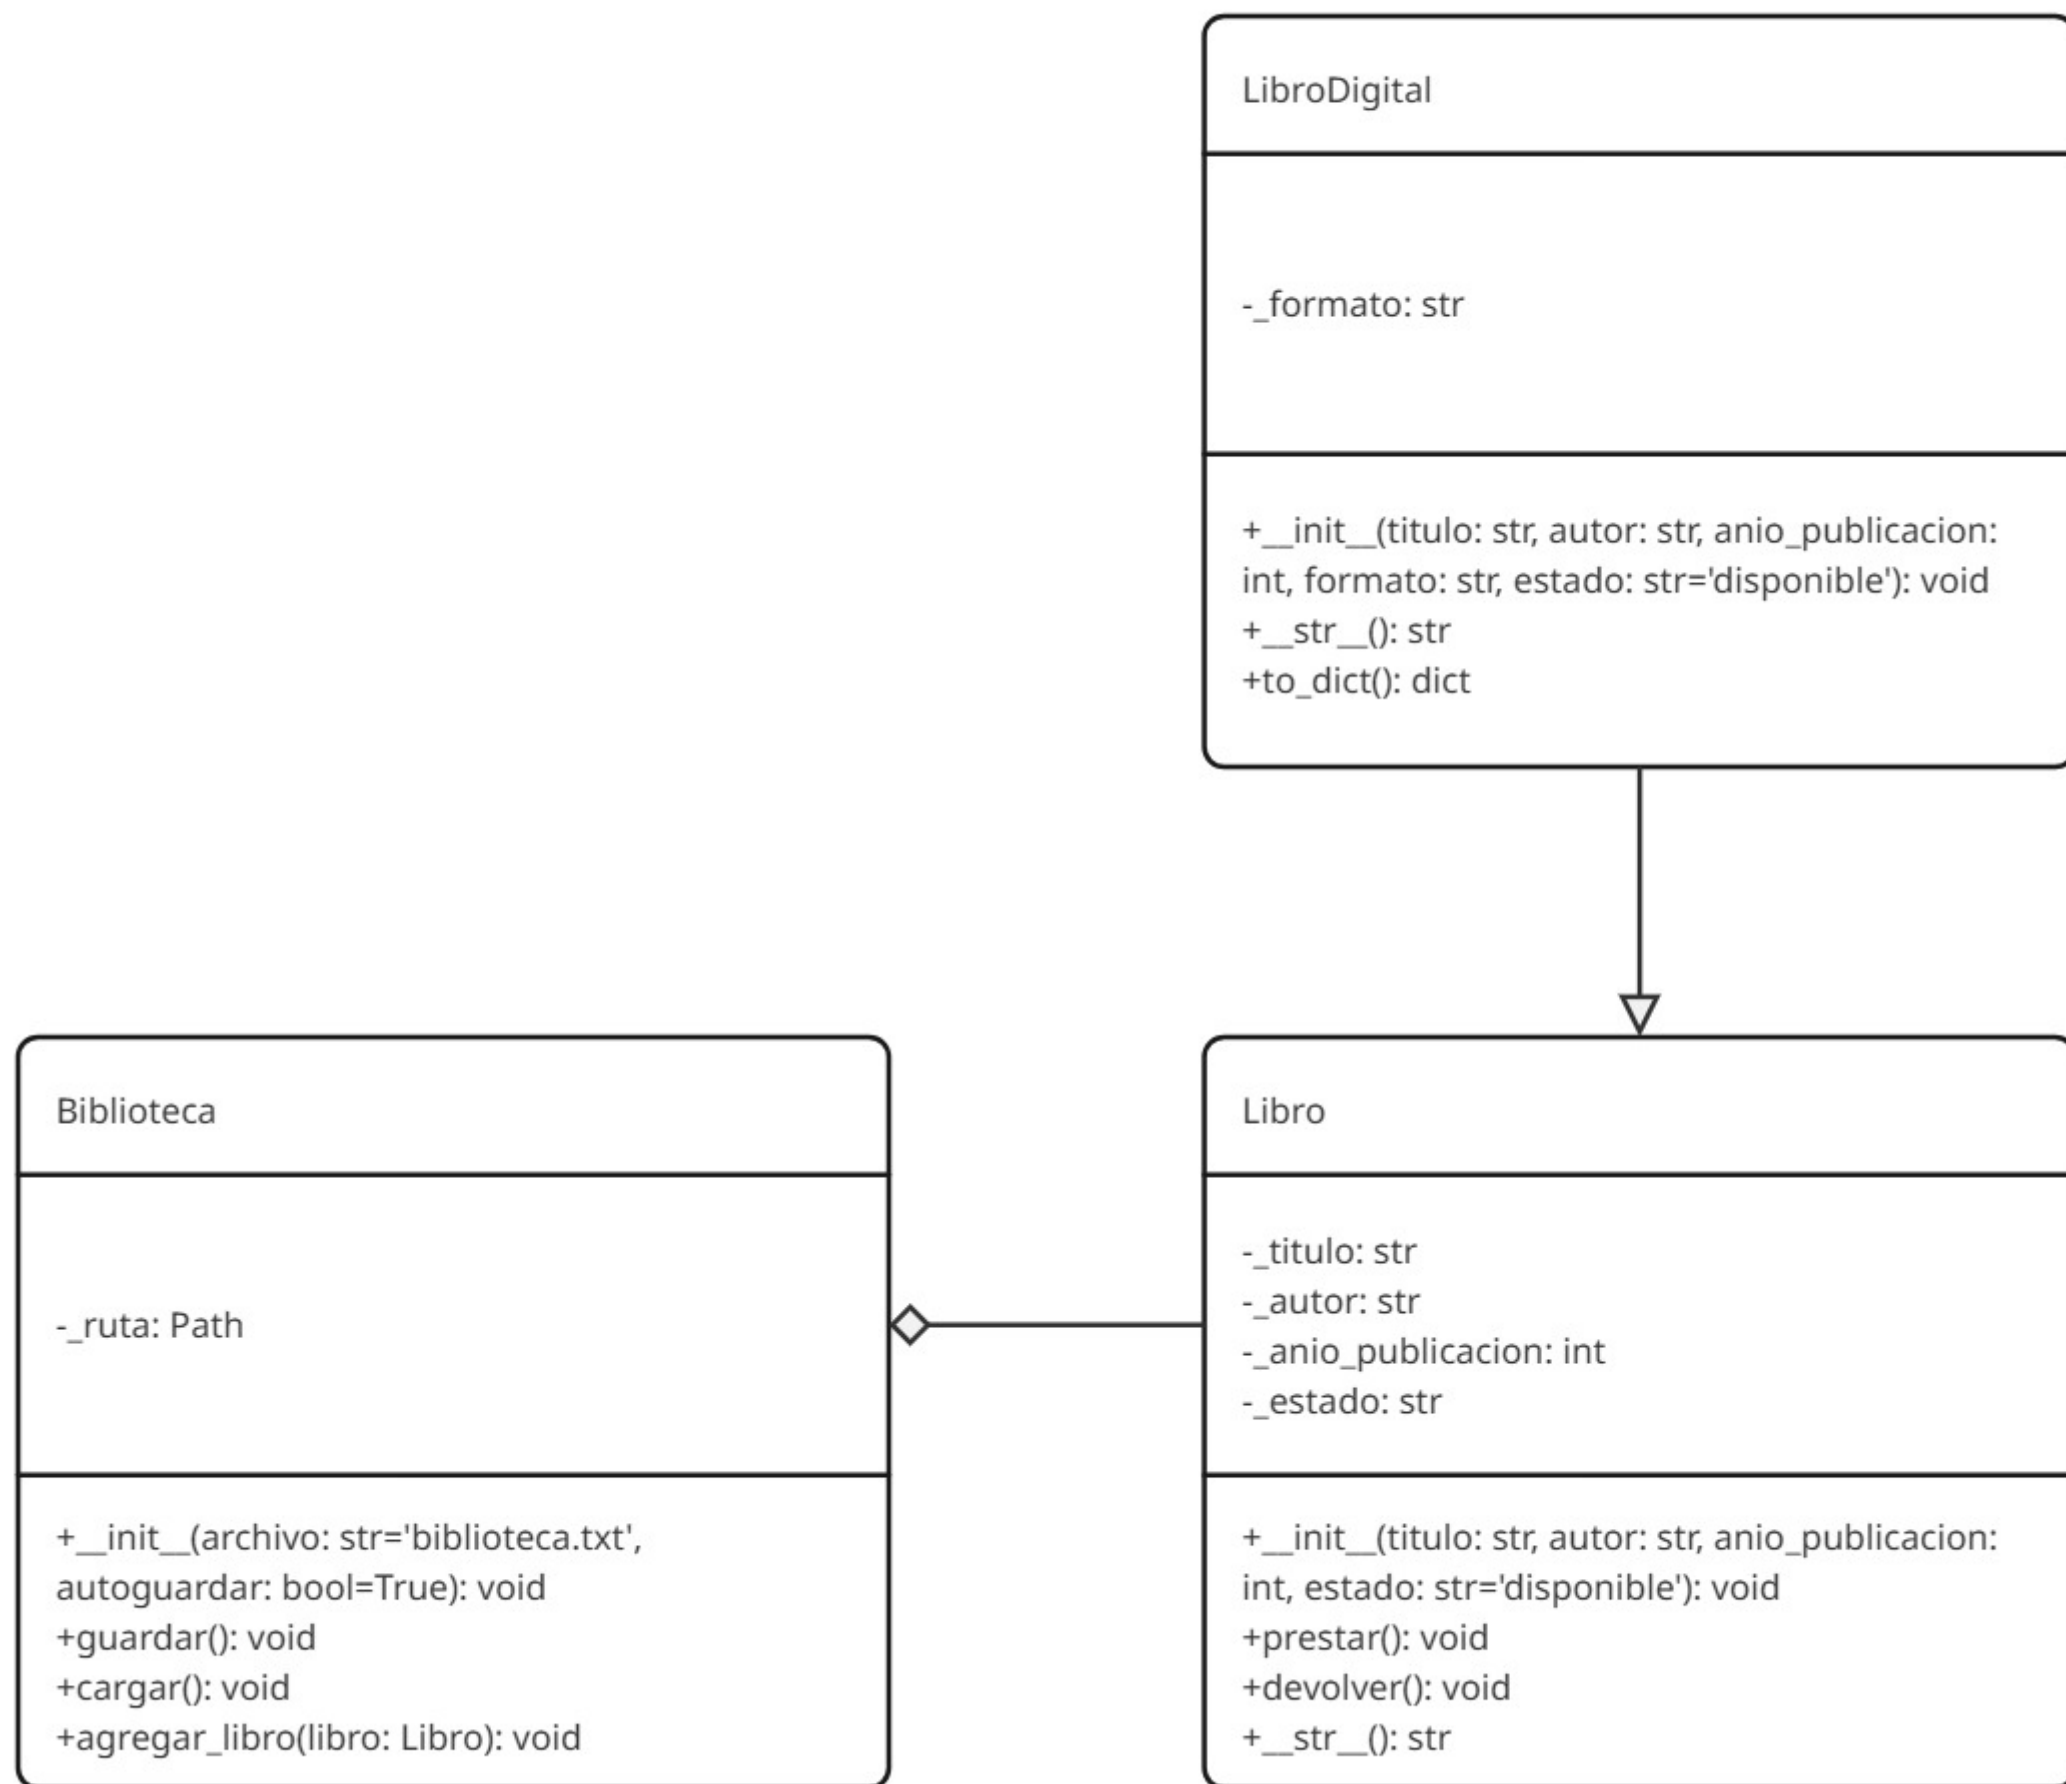 LibroDigital
-_formato: str
+__init__(titulo: str, autor: str, anio_publicacion:
int, formato: str, estado: str='disponible'): void
+__str__(): str
+to_dict(): dict
Biblioteca
-_ruta: Path
+__init__(archivo: str='biblioteca.txt',
autoguardar: bool=True): void
+guardar(): void
+cargar(): void
+agregar_libro(libro: Libro): void
Libro
-_titulo: str
-_autor: str
-_anio_publicacion: int
-_estado: str
+__init__(titulo: str, autor: str, anio_publicacion:
int, estado: str='disponible'): void
+prestar(): void
+devolver(): void
+__str__(): str